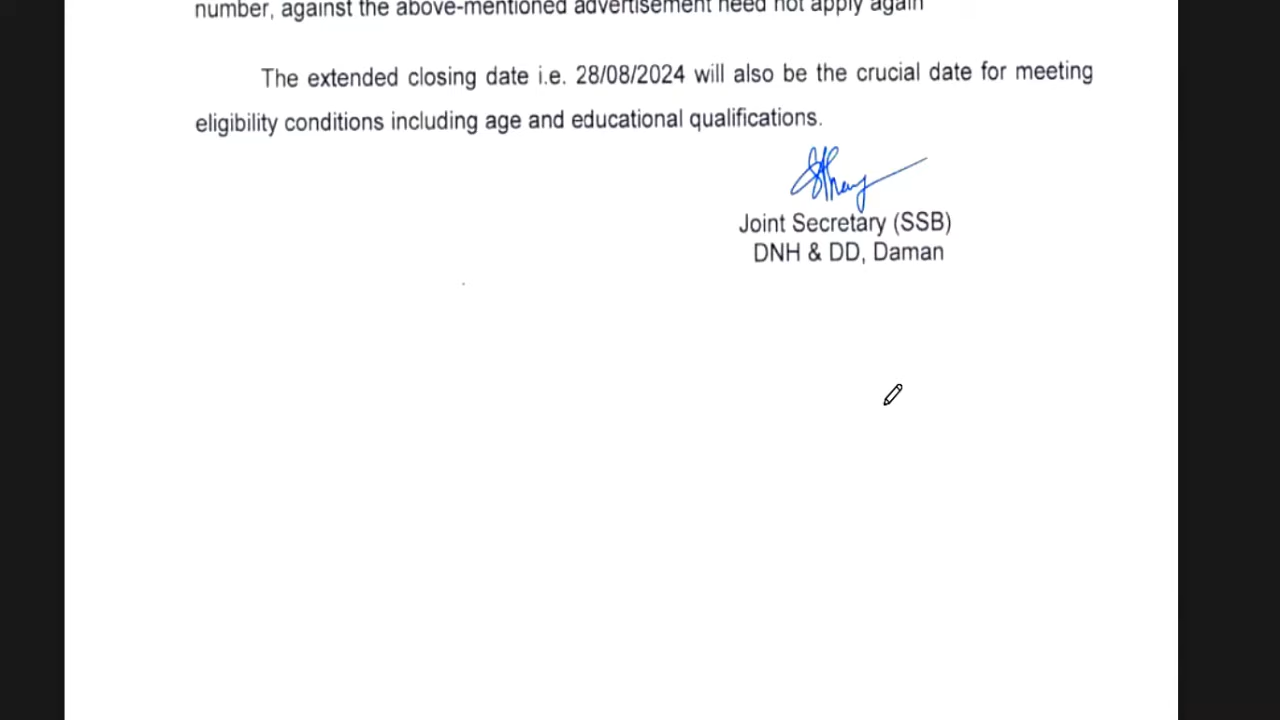 number, against the above-mentioned advertisement need not apply again
The extended closing date i.e. 28/08/2024 will also be the crucial date for meeting
eligibility conditions including age and educational qualifications.
Joint Secretary (SSB)
DNH & DD, Daman